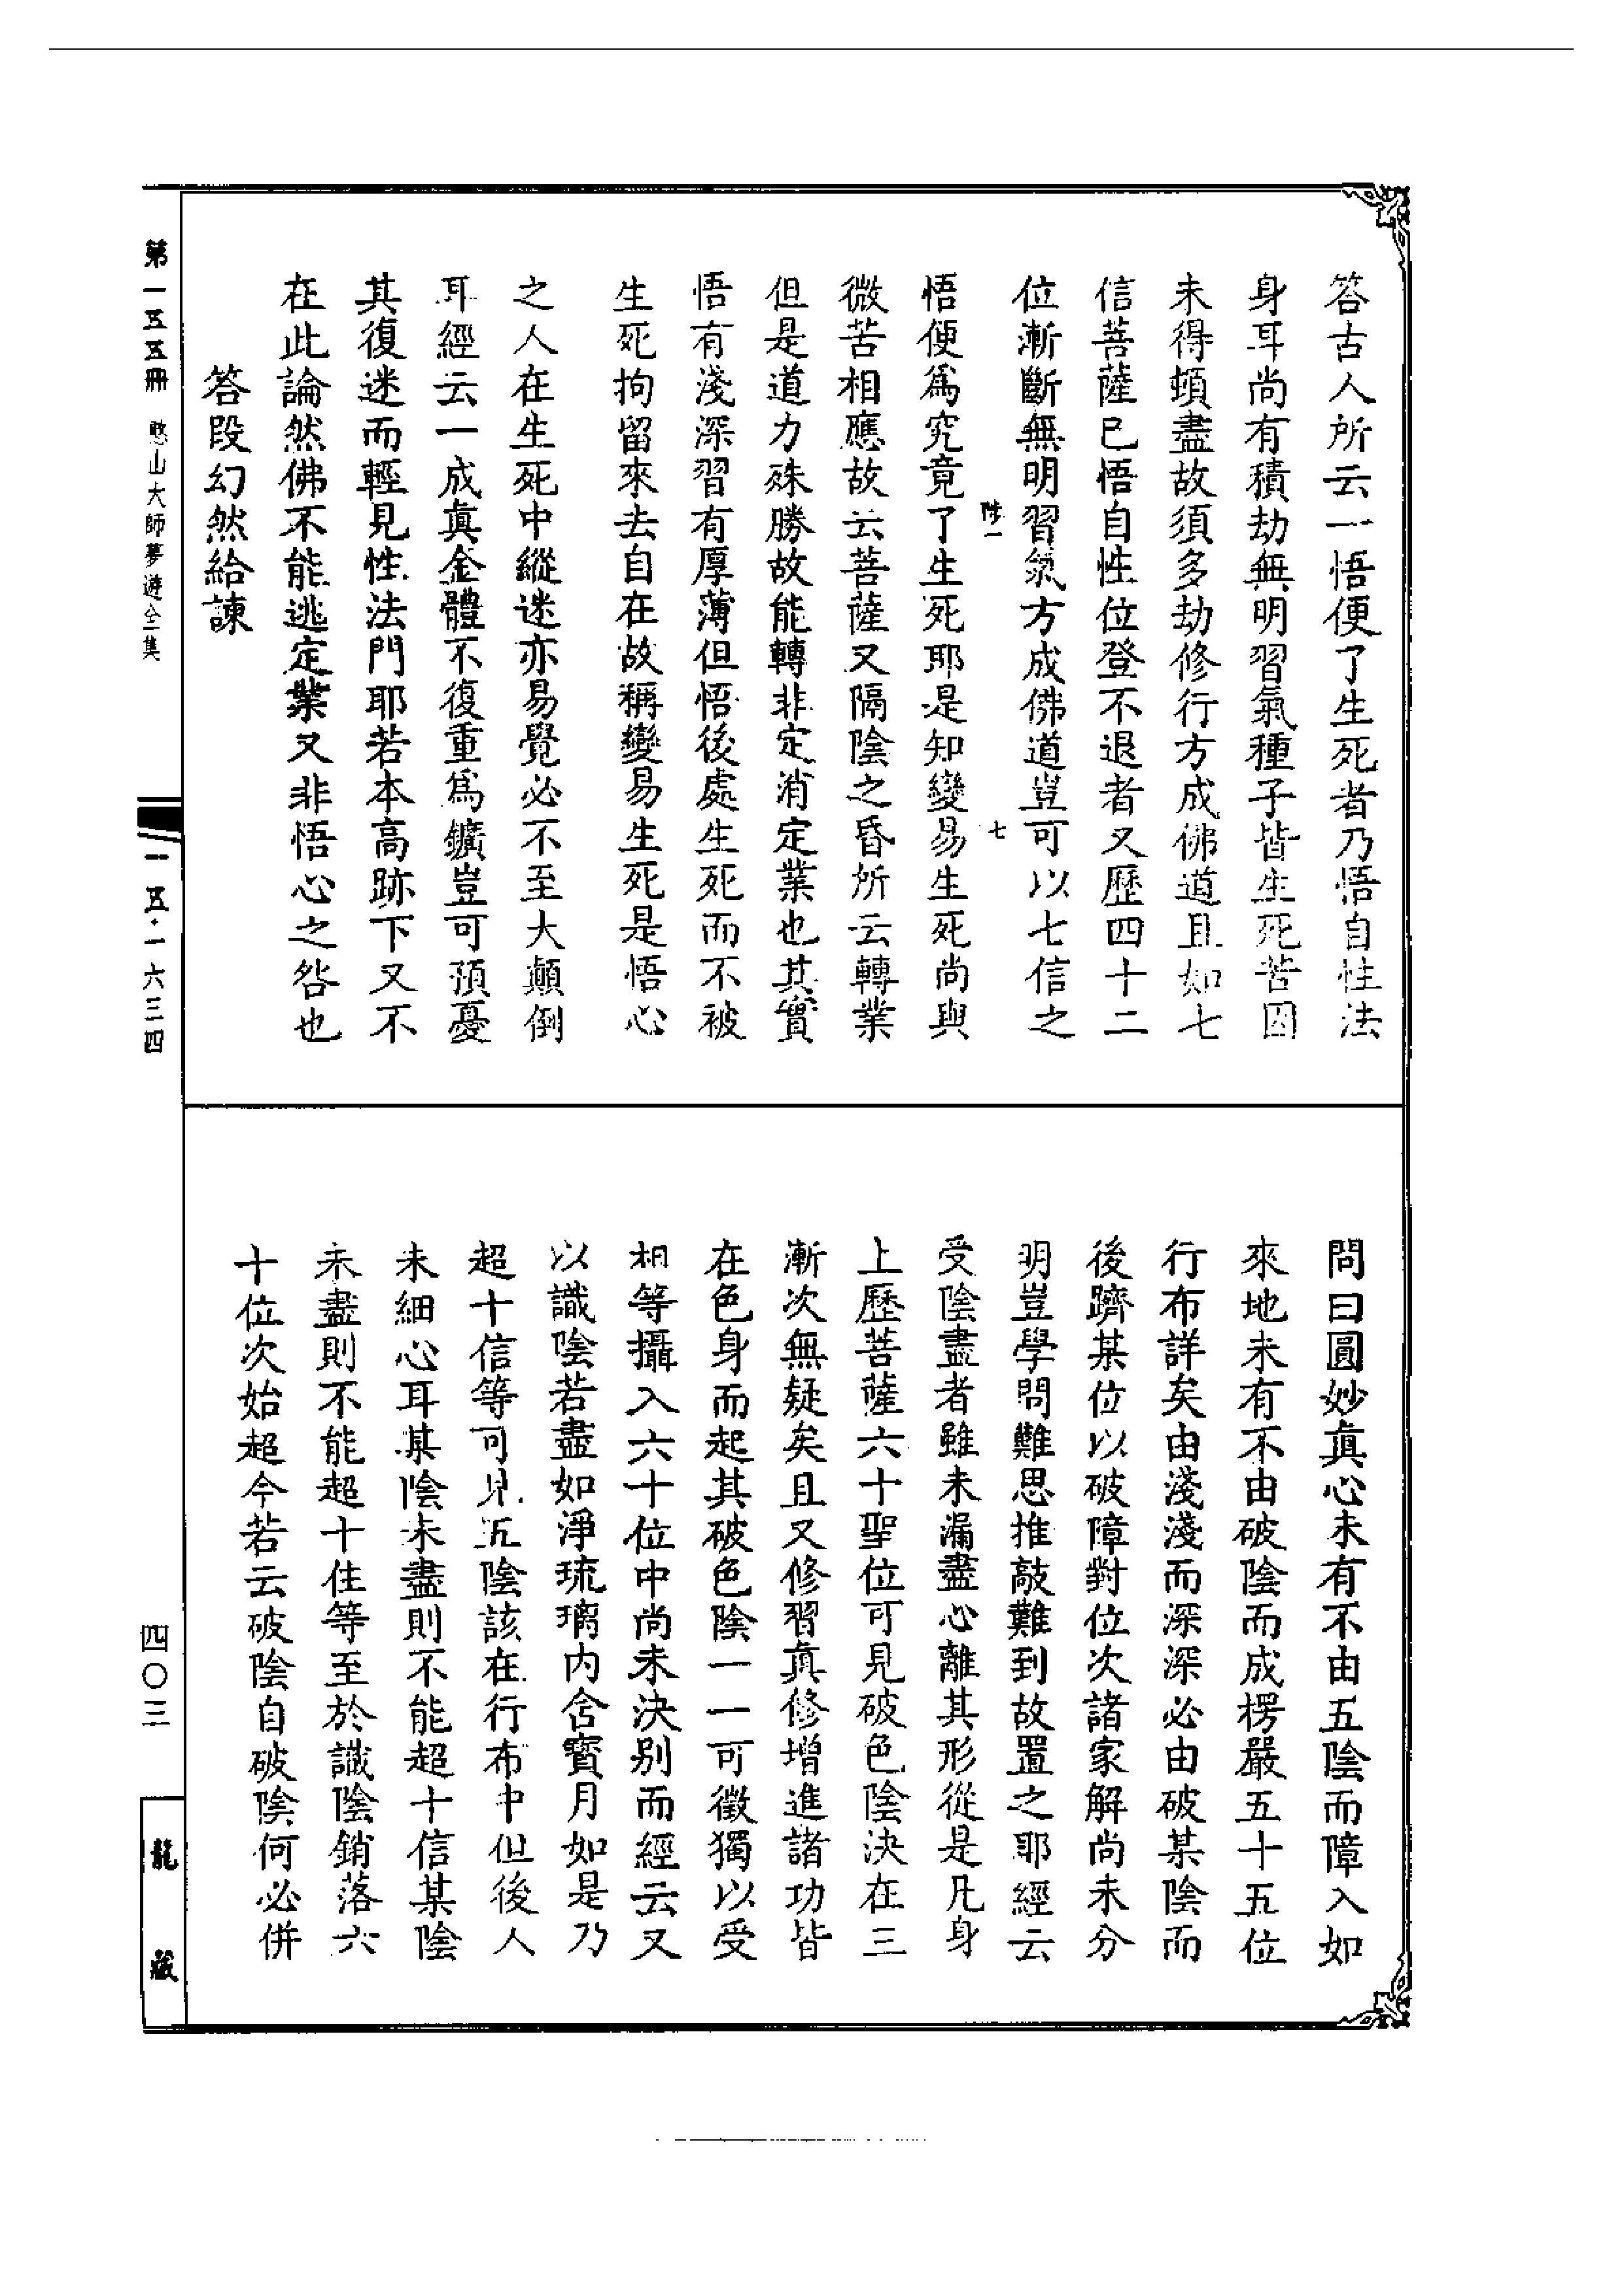 答古人所云一悟便了生死者乃悟自性法
身耳尚有積劫無明習氣種子皆生死苦因
未得頓盡故須多劫修行方成佛道且如七
信菩薩已悟自性位登不退者又歷四十二
位漸斷無明習氣方成佛道豈可以七信之
陛一 七
悟便爲究竟了生死耶是知變易生死尚與
微苦相應故云菩薩又隔陰之昏所云轉業
但是道力殊勝故能轉非定消定業也其實
悟有淺深習有厚薄但悟後處生死而不被
生死拘留來去自在故稱變易生死是悟心
之人在生死中縱迷亦易覺必不至大顛倒
耳經云一成真金體不復重爲鑛豈可預憂
其復迷而輕見性法門耶若本高跡下又不
在此論然佛不能逃定業又非悟心之咎也
答段幻然給諫
問曰圓妙真心未有不由五陰而障入如
來地未有不由破陰而成楞嚴五十五位
行布詳矣由淺淺而深深必由破某陰而
後躋某位以破障對位次諸家解尚未分
明豈學問難思推敲難到故置之耶經云
受陰盡者雖未漏盡心離其形從是凡身
上歷菩薩六十聖位可見破色陰決在三
漸次無疑矣且又修習真修增進諸功皆
在色身而起其破色陰一一可徵獨以受
相等攝入六十位中尚未決別而經云又
以識陰若盡如淨琉璃內含寳月如是乃
超十信等可見五陰該在行布中但後人
未細心耳某陰未盡則不能超十信某陰
未盡則不能超十住等至於識陰銷落六
十位次始超今若云破陰自破陰何必併
第一五五冊 憨山大師夢遊全集
一五·一六三四
四〇三
龍藏